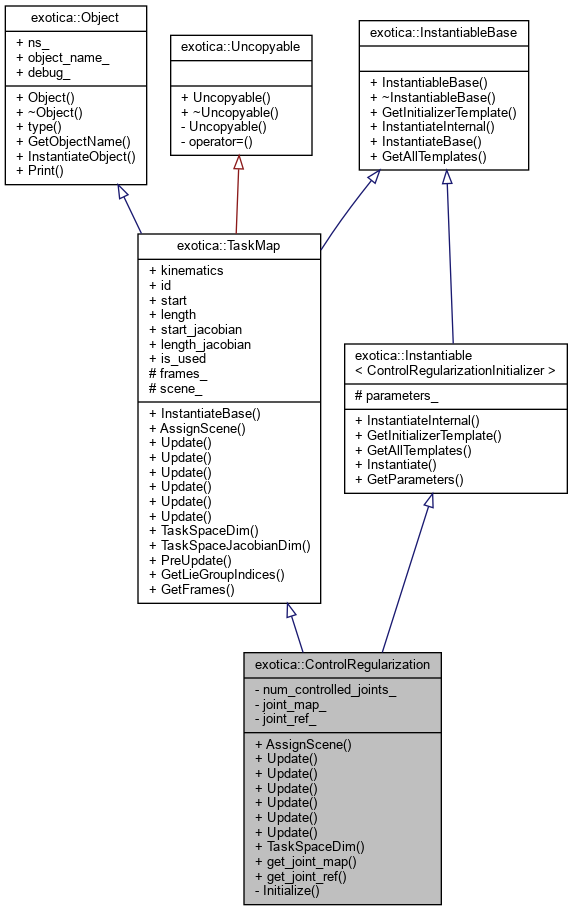 exotica::Object
+ ns_
+ object_name_
+ debug_
+ Object()
+ ~Object()
+ type()
+ GetObjectName()
+ InstantiateObject()
+ Print()
exotica::Uncopyable
+ Uncopyable()
+ ~Uncopyable()
- Uncopyable()
- operator=()
exotica::InstantiableBase
+ InstantiableBase()
+ ~InstantiableBase()
+ GetInitializerTemplate()
+ InstantiateInternal()
+ InstantiateBase()
+ GetAllTemplates()
exotica::TaskMap
+ kinematics
+ id
+ start
+ length
+ start_jacobian
+ length_jacobian
+ is_used
# frames_
# scene_
+ InstantiateBase()
+ AssignScene()
+ Update()
+ Update()
+ Update()
+ Update()
+ Update()
+ Update()
+ TaskSpaceDim()
+ TaskSpaceJacobianDim()
+ PreUpdate()
+ GetLieGroupIndices()
+ GetFrames()
exotica::Instantiable
< ControlRegularizationInitializer >
# parameters_
+ InstantiateInternal()
+ GetInitializerTemplate()
+ GetAllTemplates()
+ Instantiate()
+ GetParameters()
exotica::ControlRegularization
- num_controlled_joints_
- joint_map_
- joint_ref_
+ AssignScene()
+ Update()
+ Update()
+ Update()
+ Update()
+ Update()
+ Update()
+ TaskSpaceDim()
+ get_joint_map()
+ get_joint_ref()
- Initialize()